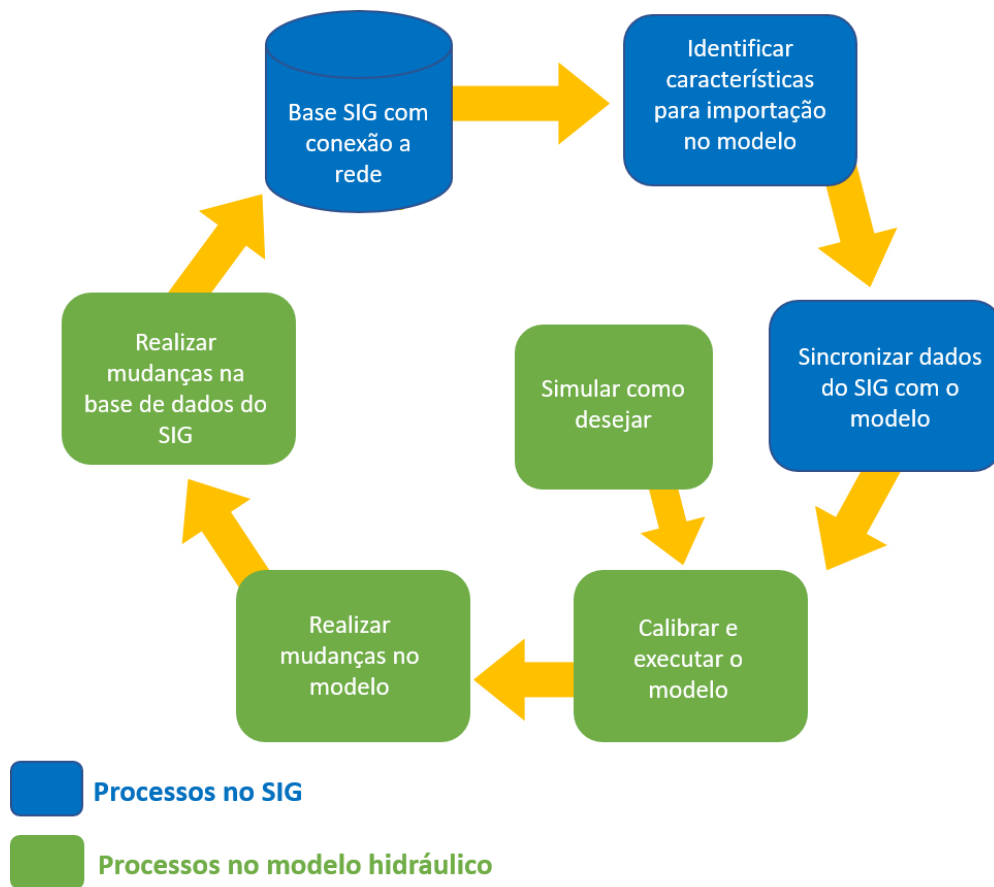 Base SIG com
conexão a
rede
Identificar
características
para importação
no modelo
Sincronizar dados
do SIG com o
modelo
Simular como
desejar
Calibrar e
executar o
modelo
Realizar
mudanças no
modelo
Realizar
mudanças na
base de dados do
SIG
Processos no SIG
Processos no modelo hidráulico